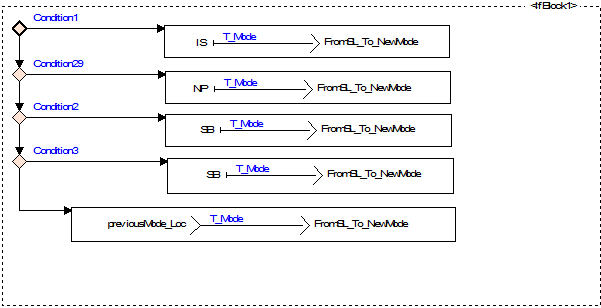 <IfBlock1>
Condition1
IS T_Mode FromSL_To_NewMode
Condition29
NP T_Mode FromSL_To_NewMode
Condition2
SB T_Mode FromSL_To_NewMode
Condition3
SB T_Mode FromSL_To_NewMode
previousMode_Loc T_Mode FromSL_To_NewMode